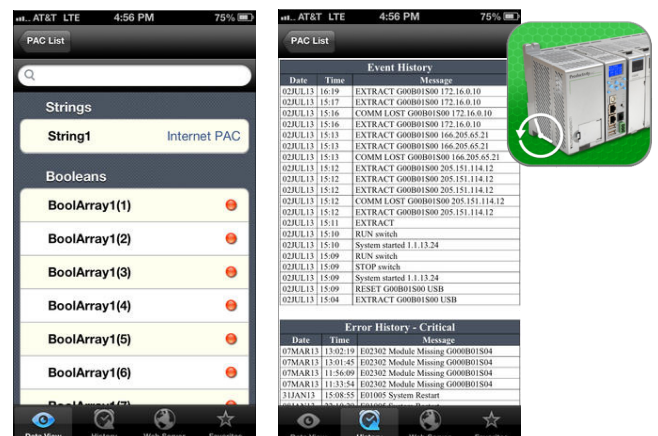 AT&T LTE 4:56 PM 75%
PAC List
Strings
String1 Internet PAC
Booleans
BoolArray1(1)
BoolArray1(2)
BoolArray1(3)
BoolArray1(4)
BoolArray1(5)
BoolArray1(6)
BoolArray1(7)
Data View History Web Server Favorites
AT&T LTE 4:56 PM 75%
PAC List
Event History
Date Time Message
02JUL13 16:19 EXTRACT G00B01S00 172.16.0.10
02JUL13 15:17 EXTRACT G00B01S00 172.16.0.10
02JUL13 15:16 COMM LOST G00B01S00 172.16.0.10
02JUL13 15:16 EXTRACT G00B01S00 172.16.0.10
02JUL13 15:13 EXTRACT G00B01S00 166.205.65.21
02JUL13 15:13 EXTRACT G00B01S00 166.205.65.21
02JUL13 15:13 COMM LOST G00B01S00 166.205.65.21
02JUL13 15:12 EXTRACT G00B01S00 205.151.114.12
02JUL13 15:12 EXTRACT G00B01S00 205.151.114.12
02JUL13 15:12 COMM LOST G00B01S00 205.151.114.12
02JUL13 15:12 EXTRACT G00B01S00 205.151.114.12
02JUL13 15:11 EXTRACT
02JUL13 15:10 RUN switch
02JUL13 15:10 System started 1.1.13.24
02JUL13 15:09 RUN switch
02JUL13 15:09 STOP switch
02JUL13 15:09 System started 1.1.13.24
02JUL13 15:09 RESET G00B01S00 USB
02JUL13 15:04 EXTRACT G00B01S00 USB
Error History - Critical
Date Time Message
07MAR13 13:02:19 E02302 Module Missing G000B01S04
07MAR13 13:01:45 E02302 Module Missing G000B01S04
07MAR13 11:56:09 E02302 Module Missing G000B01S04
07MAR13 11:33:54 E02302 Module Missing G000B01S04
31JAN13 15:08:55 E01005 System Restart